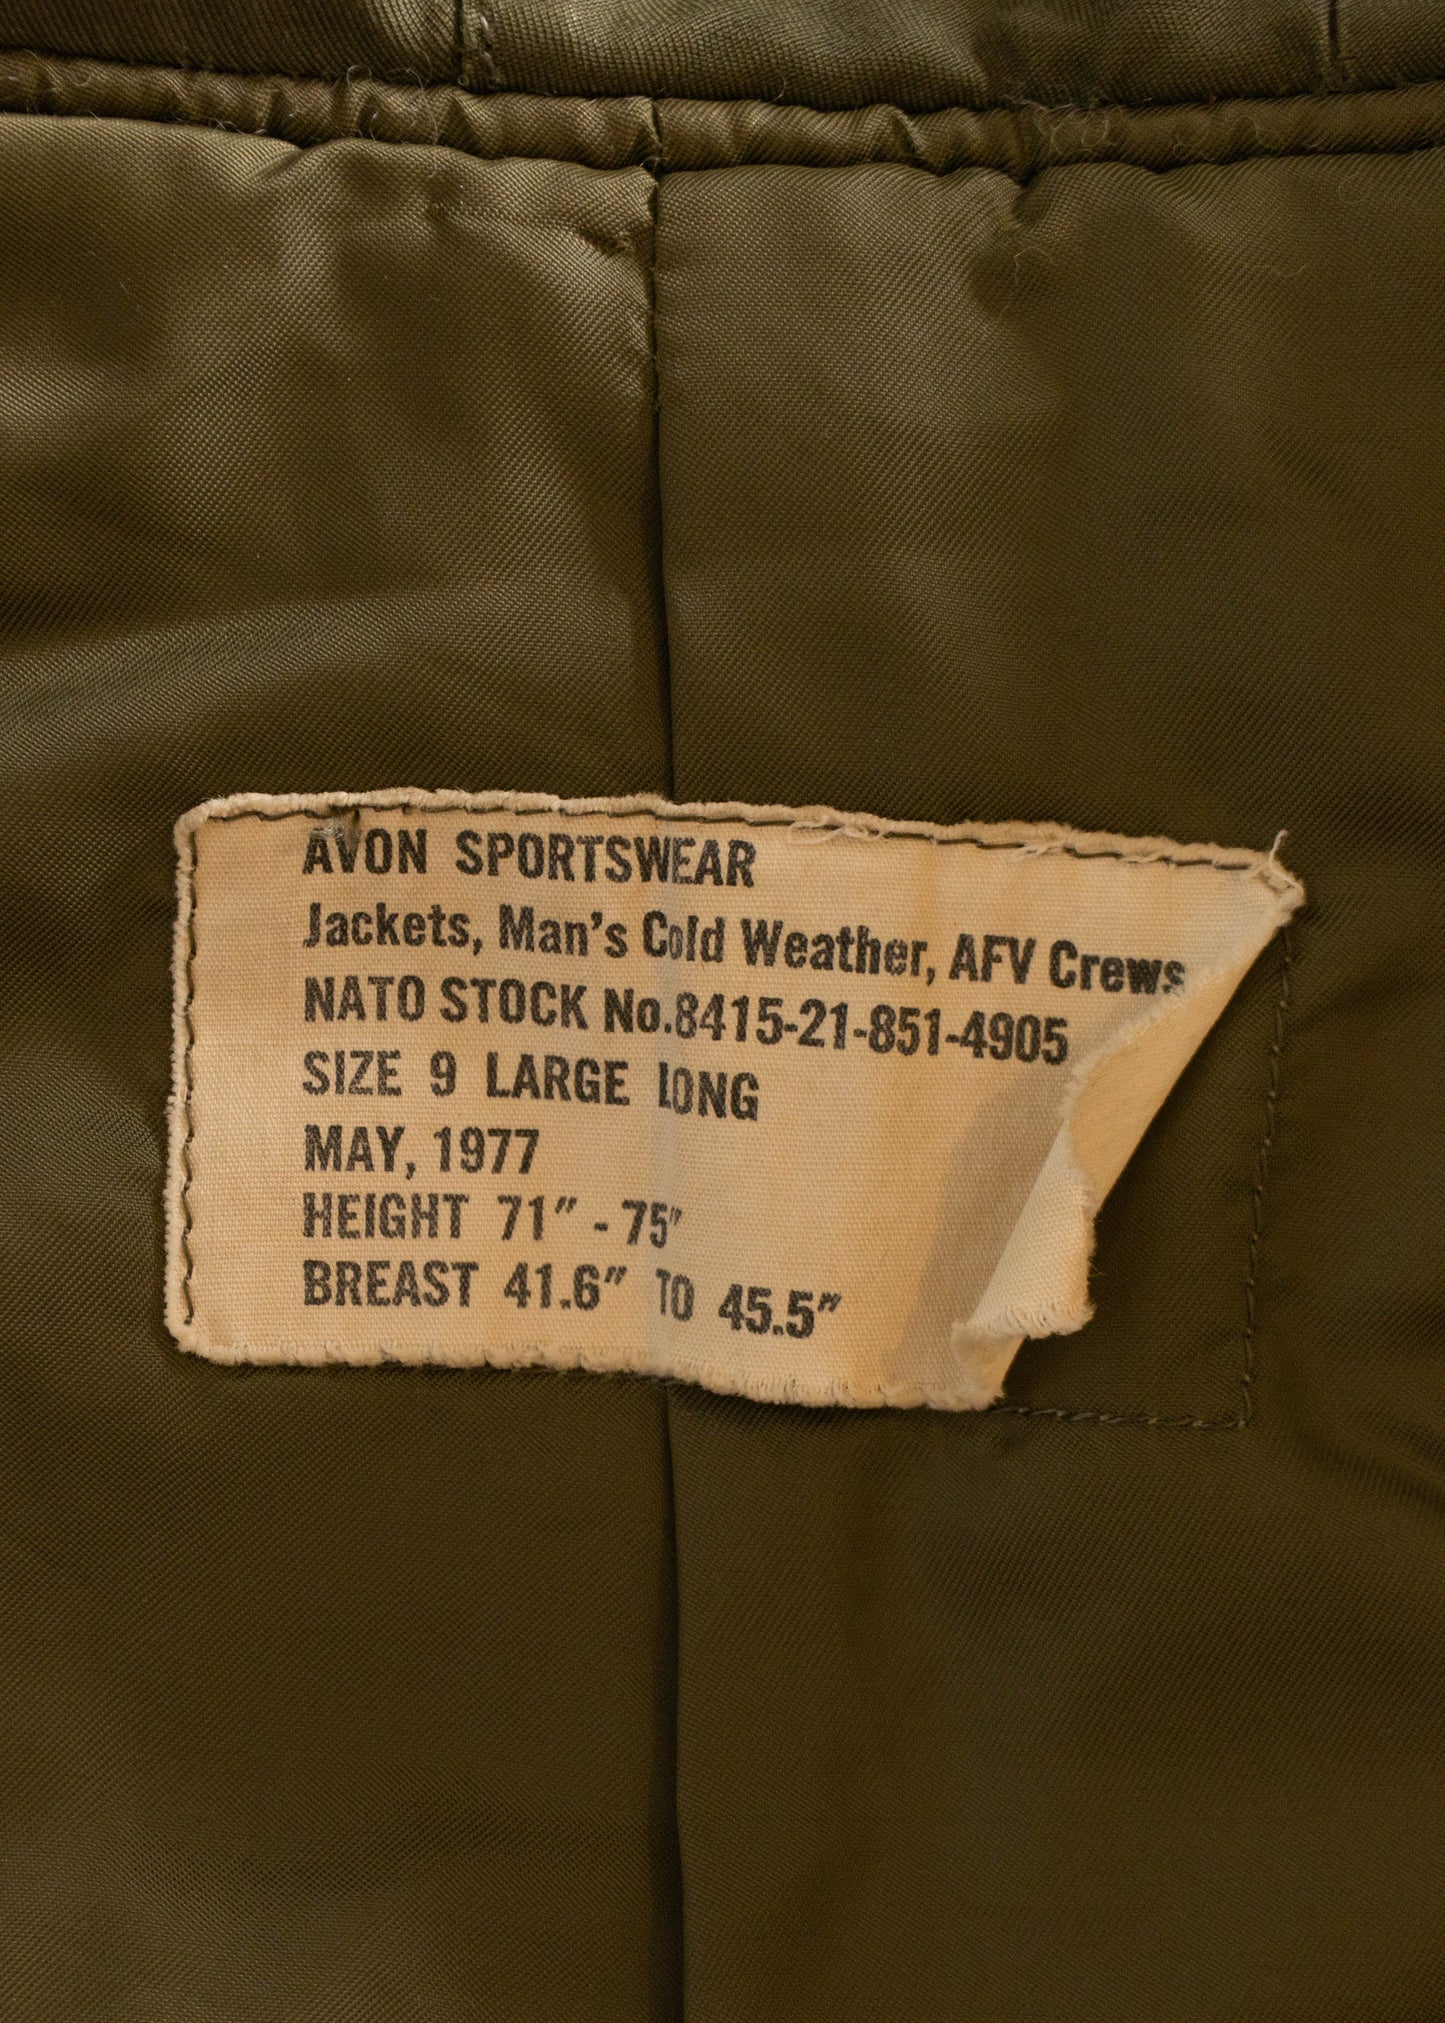 AVON SPORTSWEAR
Jackets, Man's Cold Weather, AFV Crews
NATO STOCK No.8415-21-851-4905
SIZE 9 LARGE LONG
MAY, 1977
HEIGHT 71" - 75"
BREAST 41.6" TO 45.5"